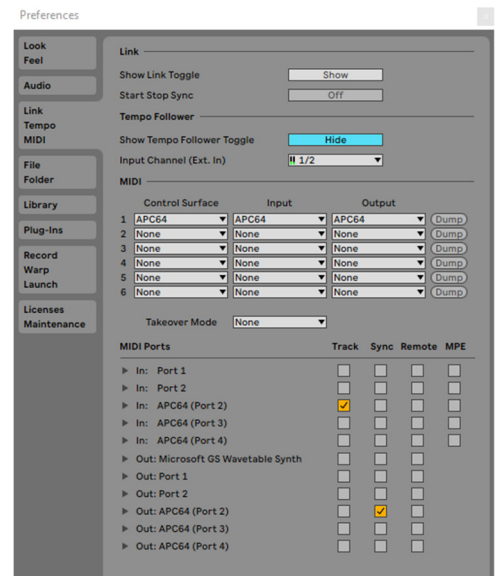 Preferences
Look
Feel
Audio
Link
Tempo
MIDI
File
Folder
Library
Plug-Ins
Record
Warp
Launch
Licenses
Maintenance
Link
Show Link Toggle Show
Start Stop Sync Off
Tempo Follower
Show Tempo Follower Toggle Hide
Input Channel (Ext. In) 1/2
MIDI
Control Surface Input Output
1 APC64 APC64 APC64 Dump
2 None None None Dump
3 None None None Dump
4 None None None Dump
5 None None None Dump
6 None None None Dump
Takeover Mode None
MIDI Ports Track Sync Remote MPE
In: Port 1
In: Port 2
In: APC64 (Port 2)
In: APC64 (Port 3)
In: APC64 (Port 4)
Out: Microsoft GS Wavetable Synth
Out: Port 1
Out: Port 2
Out: APC64 (Port 2)
Out: APC64 (Port 3)
Out: APC64 (Port 4)